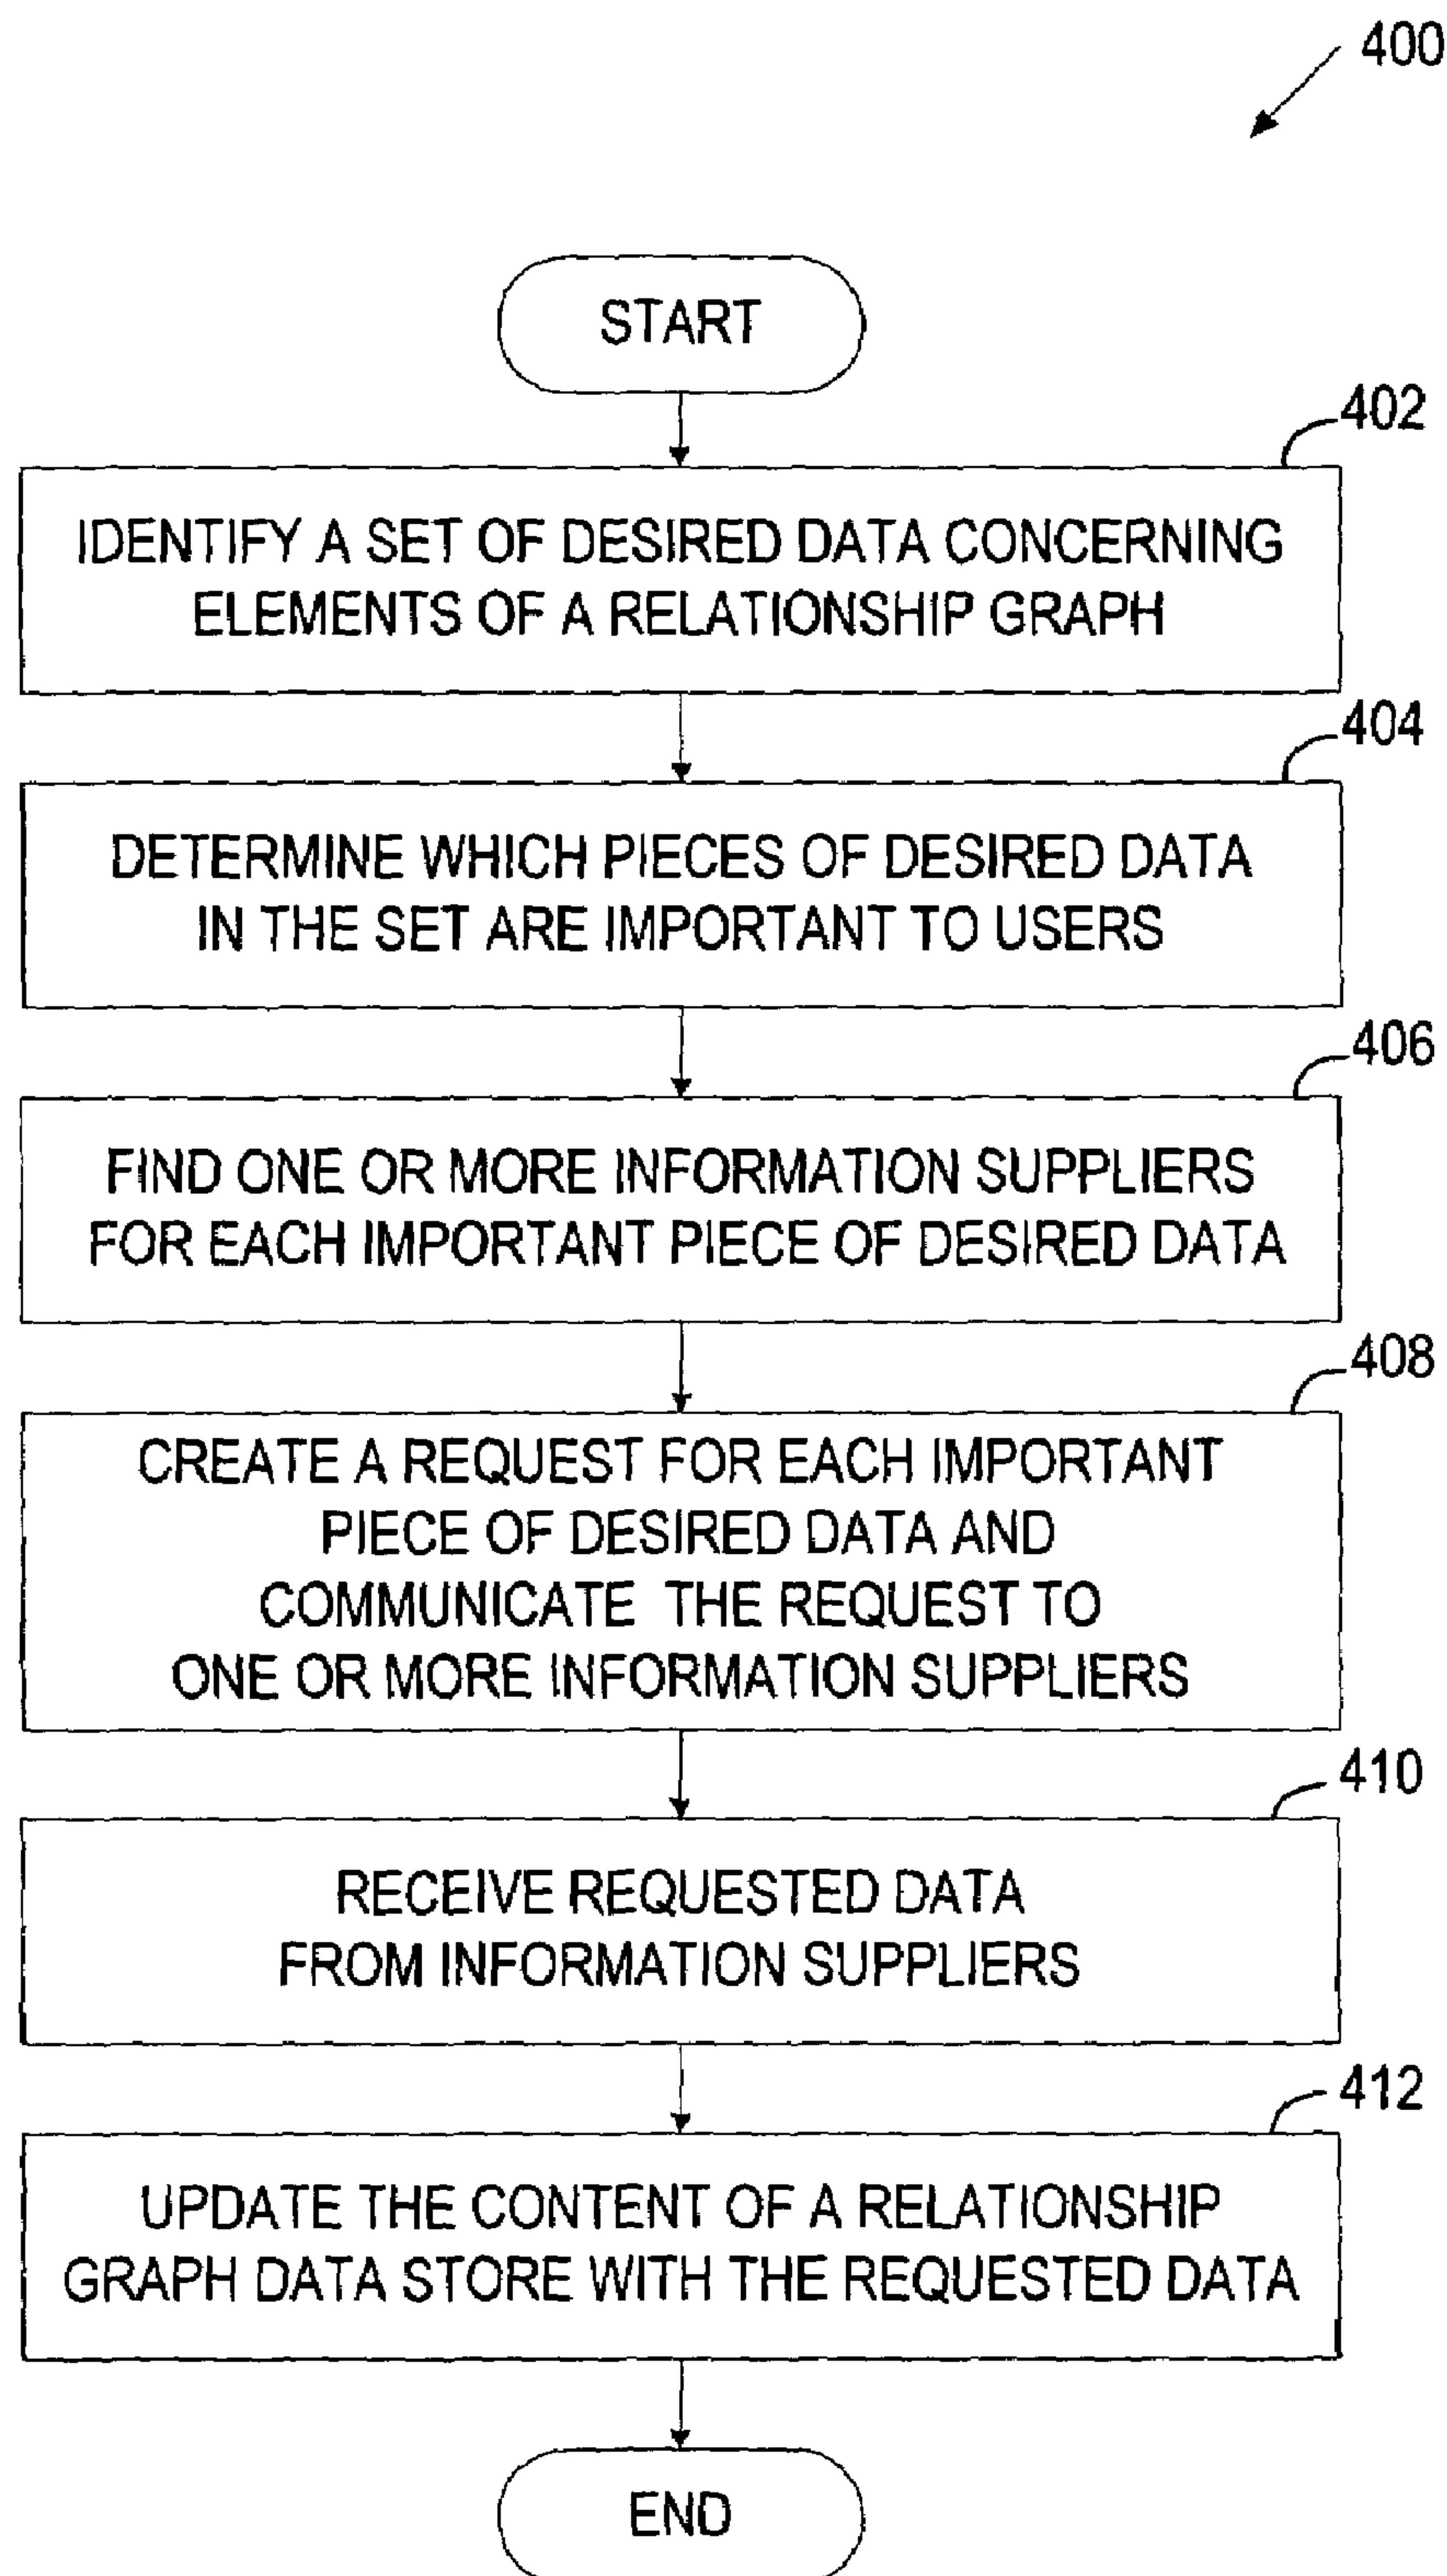 400
START
402
IDENTIFY A SET OF DESIRED DATA CONCERNING
ELEMENTS OF A RELATIONSHIP GRAPH
404
DETERMINE WHICH PIECES OF DESIRED DATA
IN THE SET ARE IMPORTANT TO USERS
406
FIND ONE OR MORE INFORMATION SUPPLIERS
FOR EACH IMPORTANT PIECE OF DESIRED DATA
408
CREATE A REQUEST FOR EACH IMPORTANT
PIECE OF DESIRED DATA AND
COMMUNICATE THE REQUEST TO
ONE OR MORE INFORMATION SUPPLIERS
410
RECEIVE REQUESTED DATA
FROM INFORMATION SUPPLIERS
412
UPDATE THE CONTENT OF A RELATIONSHIP
GRAPH DATA STORE WITH THE REQUESTED DATA
END